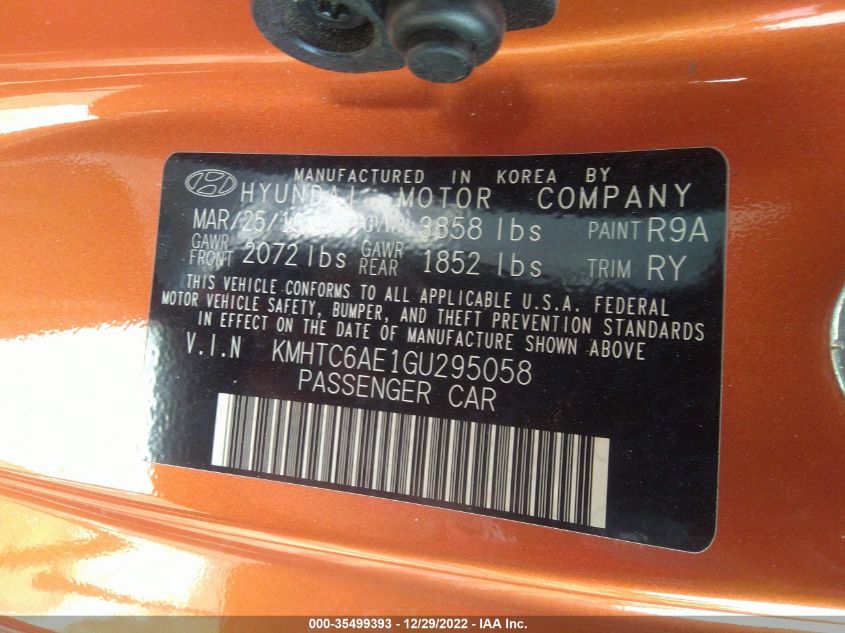 MANUFACTURED IN KOREA BY
HYUNDAI MOTOR COMPANY
MAR/25/ 3858 lbs PAINT R9A
GAWR FRONT 2072 lbs GAWR REAR 1852 lbs TRIM RY
THIS VEHICLE CONFORMS TO ALL APPLICABLE U.S.A. FEDERAL
MOTOR VEHICLE SAFETY, BUMPER, AND THEFT PREVENTION STANDARDS
IN EFFECT ON THE DATE OF MANUFACTURE SHOWN ABOVE
V.I.N KMHTC6AE1GU295058
PASSENGER CAR
000-35499393 - 12/29/2022 - IAA Inc.